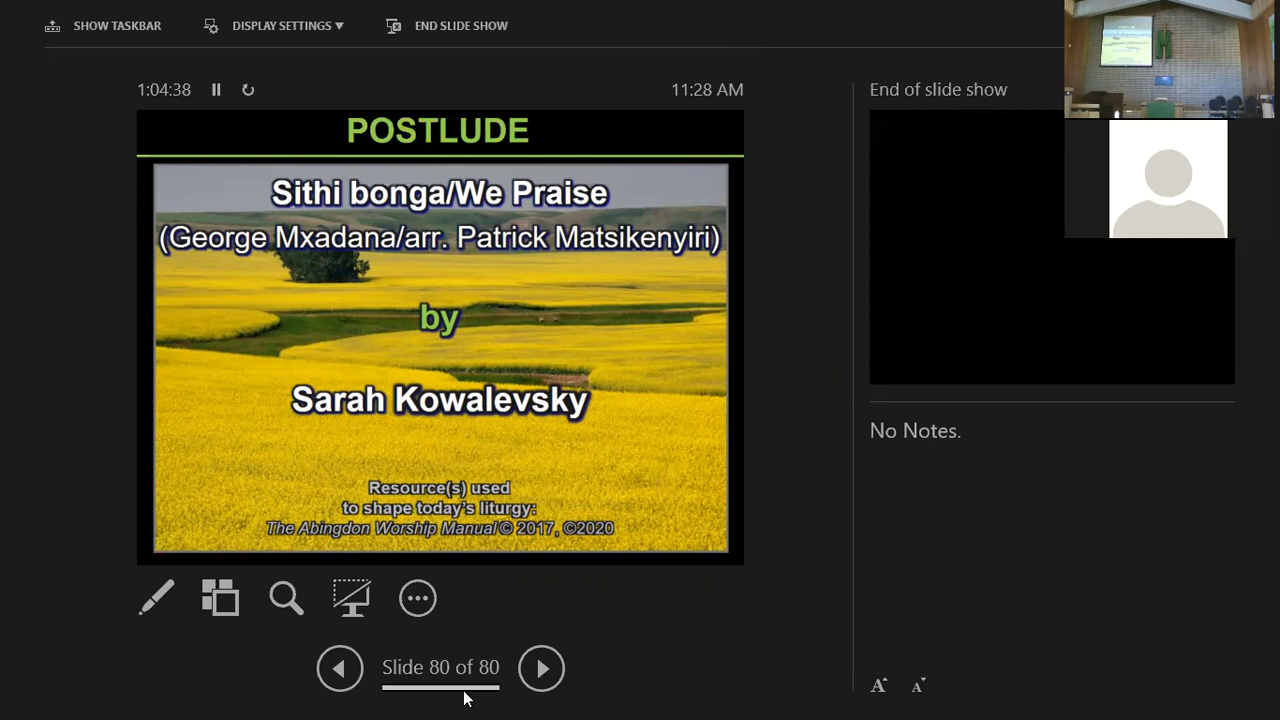 SHOW TASKBAR DISPLAY SETTINGS ▼ END SLIDE SHOW
1:04:38 11:28 AM
POSTLUDE
Sithi bonga/We Praise
(George Mxadana/arr. Patrick Matsikenyiri)
by
Sarah Kowalevsky
Resource(s) used
to shape today's liturgy:
The Abingdon Worship Manual © 2017, ©2020
Slide 80 of 80
End of slide show
No Notes.
A A